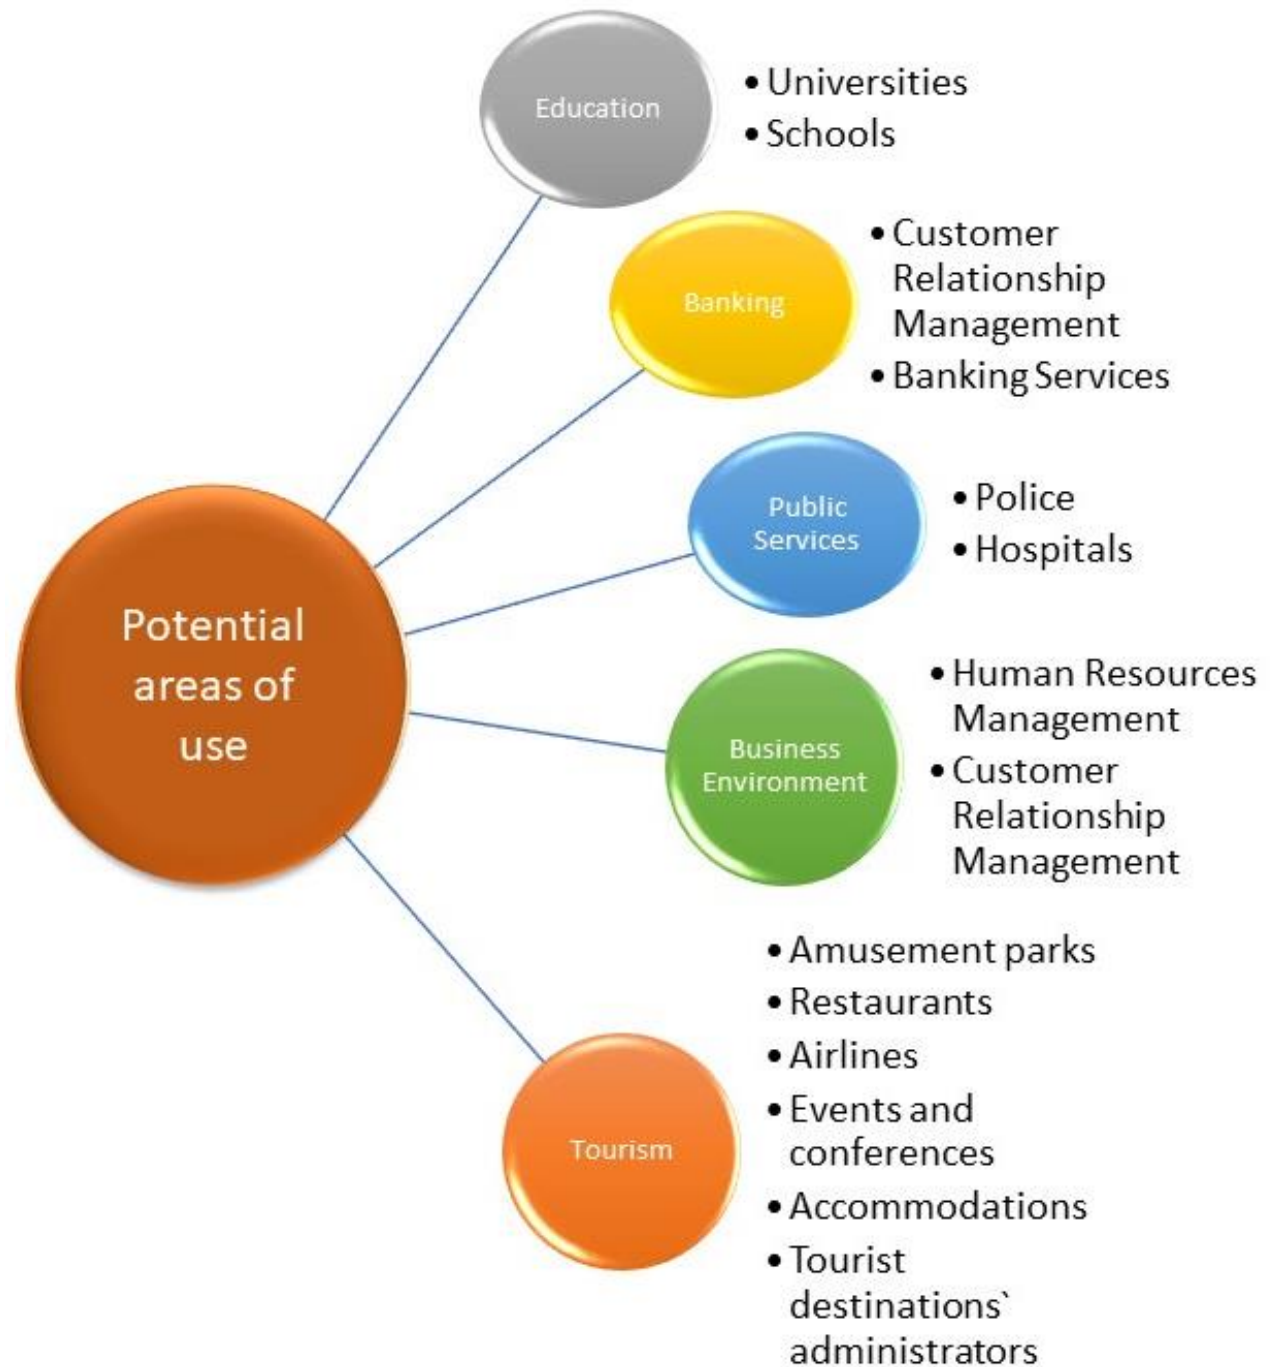 Education
• Universities
• Schools
Banking
• Customer
Relationship
Management
• Banking Services
Public
Services
• Police
• Hospitals
Potential
areas of
use
Business
Environment
• Human Resources
Management
• Customer
Relationship
Management
Tourism
• Amusement parks
• Restaurants
• Airlines
• Events and
conferences
• Accommodations
• Tourist
destinations`
administrators